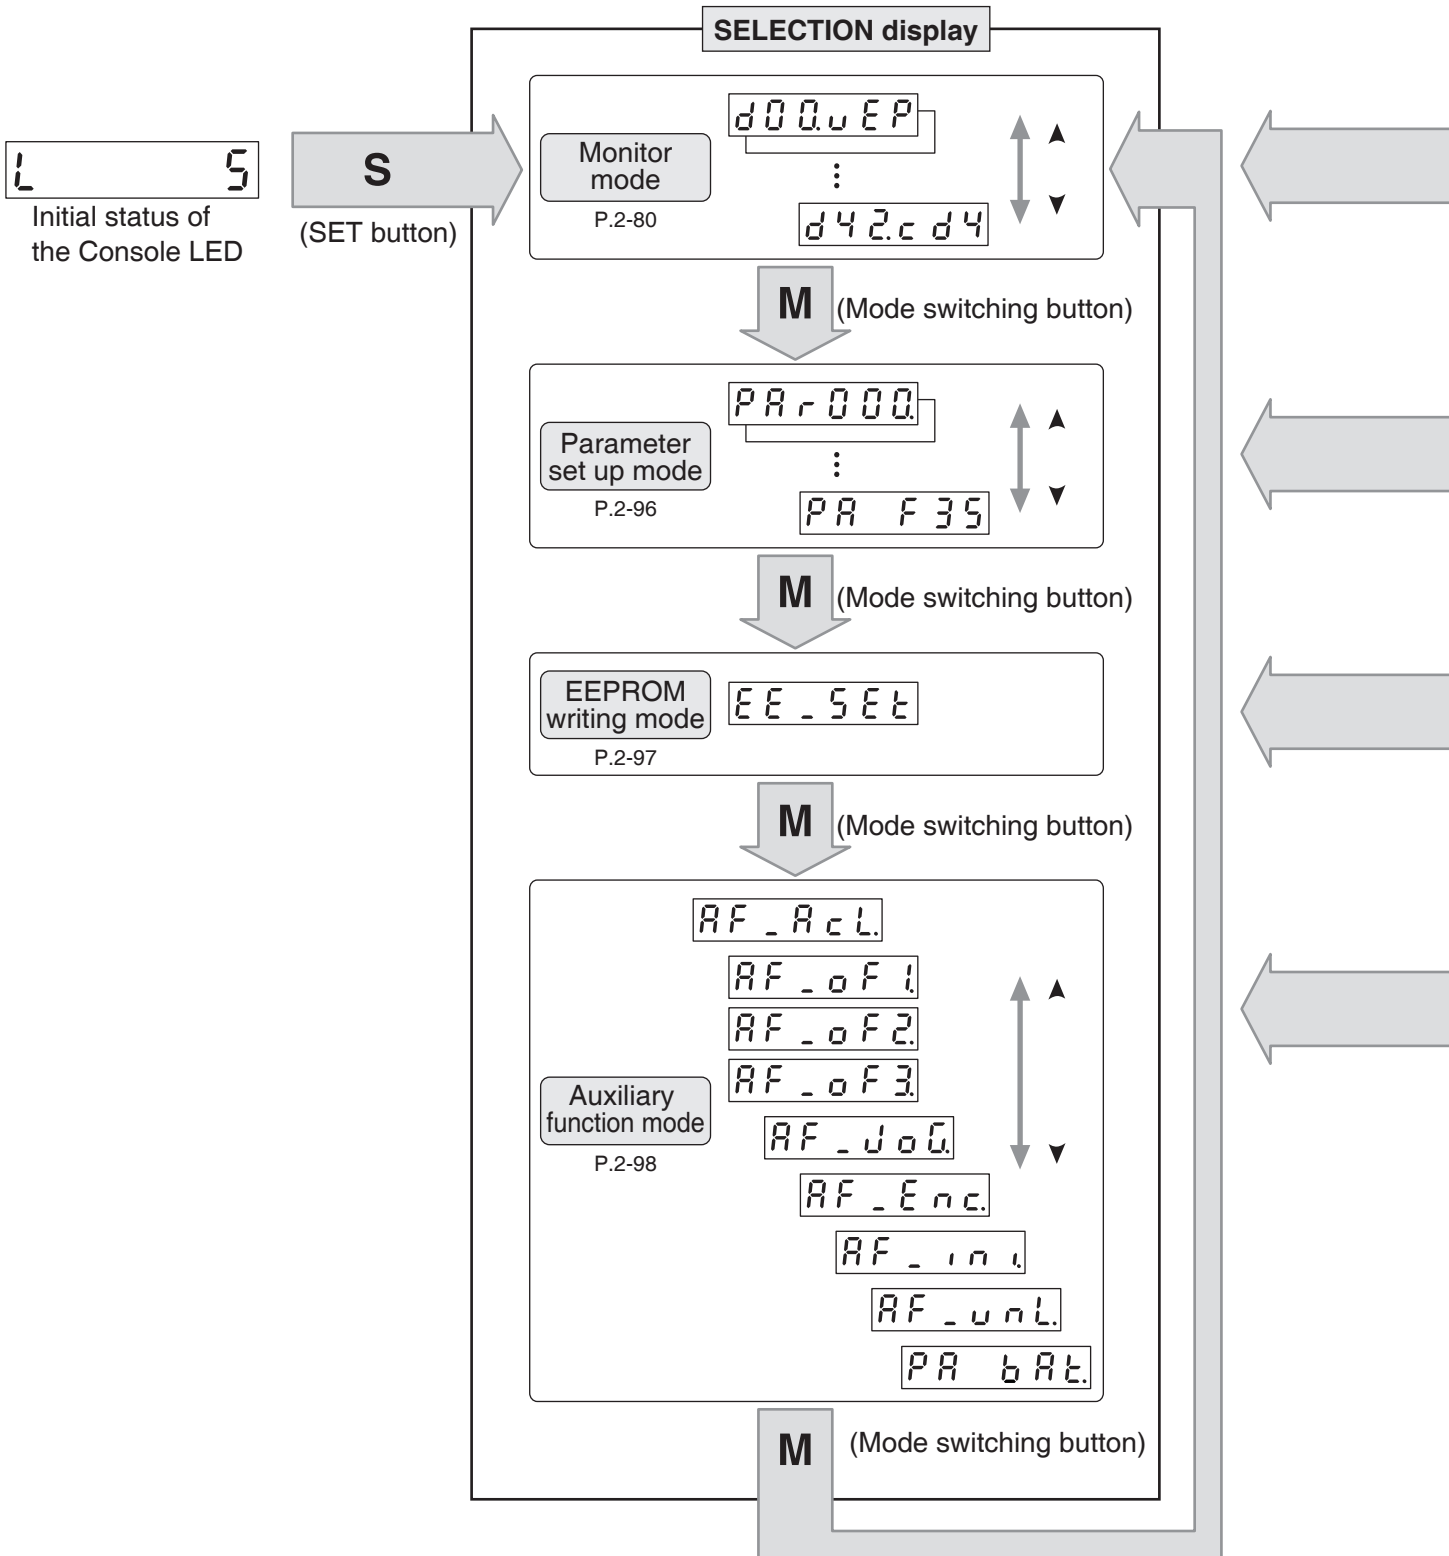 SELECTION display
d00.uEP
L 5
S
Monitor
mode
P.2-80
d42.cd4
Initial status of
the Console LED
(SET button)
M (Mode switching button)
PAr000.
Parameter
set up mode
P.2-96
PA F35
M (Mode switching button)
EEPROM
writing mode
EE_SEt
P.2-97
M (Mode switching button)
AF_AcL.
AF_oF1.
AF_oF2.
AF_oF3.
Auxiliary
function mode
P.2-98
AF_JoG.
AF_Enc.
AF_ini.
AF_unL.
PA bAt.
M (Mode switching button)